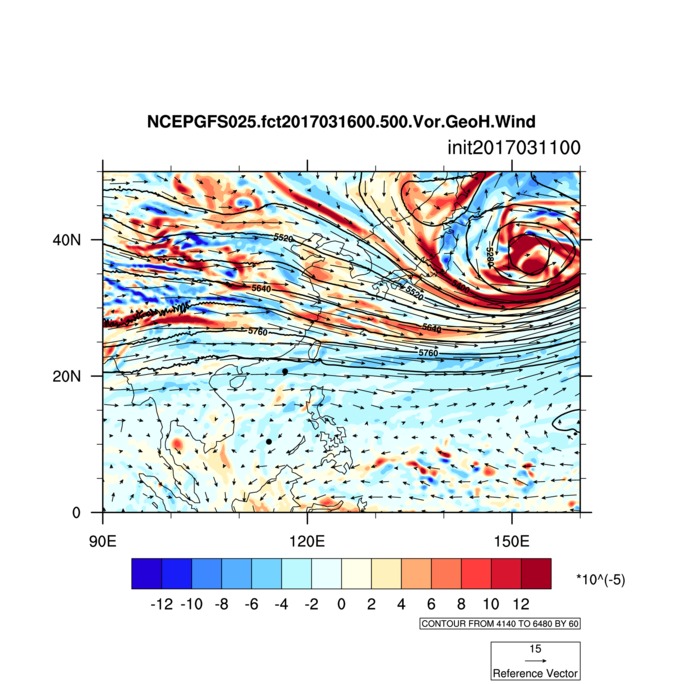 NCEPGFS025.fct2017031600.500.Vor.GeoH.Wind
init2017031100
40N
20N
0
90E 120E 150E
5520
5640
5760
5280
5520
5640
5760
-12 -10 -8 -6 -4 -2 0 2 4 6 8 10 12
*10^(-5)
CONTOUR FROM 4140 TO 6480 BY 60
15
Reference Vector